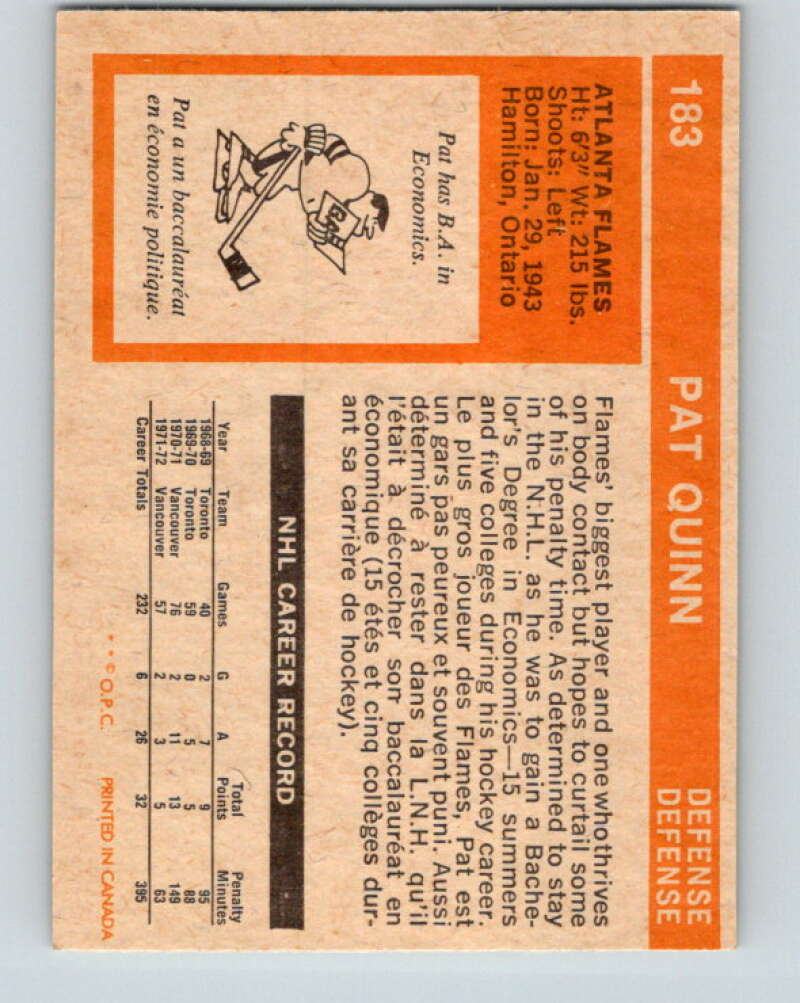 183
PAT QUINN
DEFENSE
DEFENSE
ATLANTA FLAMES
Ht: 6'3" Wt: 215 lbs.
Shoots: Left
Born: Jan. 29, 1943
Hamilton, Ontario
Pat has B.A. in
Economics.
Pat a un baccalauréat
en économie politique.
Flames' biggest player and one who thrives
on body contact but hopes to curtail some
of his penalty time. As determined to stay
in the N.H.L. as he was to gain a Bache-
lor's Degree in Economics—15 summers
and five colleges during his hockey career.
Le plus gros joueur des Flames, Pat est
un gars pas peureux et souvent puni. Aussi
déterminé à rester dans la L.N.H. qu'il
l'était à décrocher son baccalauréat en
économique (15 étés et cinq collèges dur-
ant sa carrière de hockey).
NHL CAREER RECORD
Year Team Games G A Total Points Penalty Minutes
1968-69 Toronto 40 2 7 9 95
1969-70 Toronto 59 0 5 5 88
1970-71 Vancouver 76 2 11 13 149
1971-72 Vancouver 57 2 3 5 63
Career Totals 232 6 26 32 395
* * © O.P.C. PRINTED IN CANADA